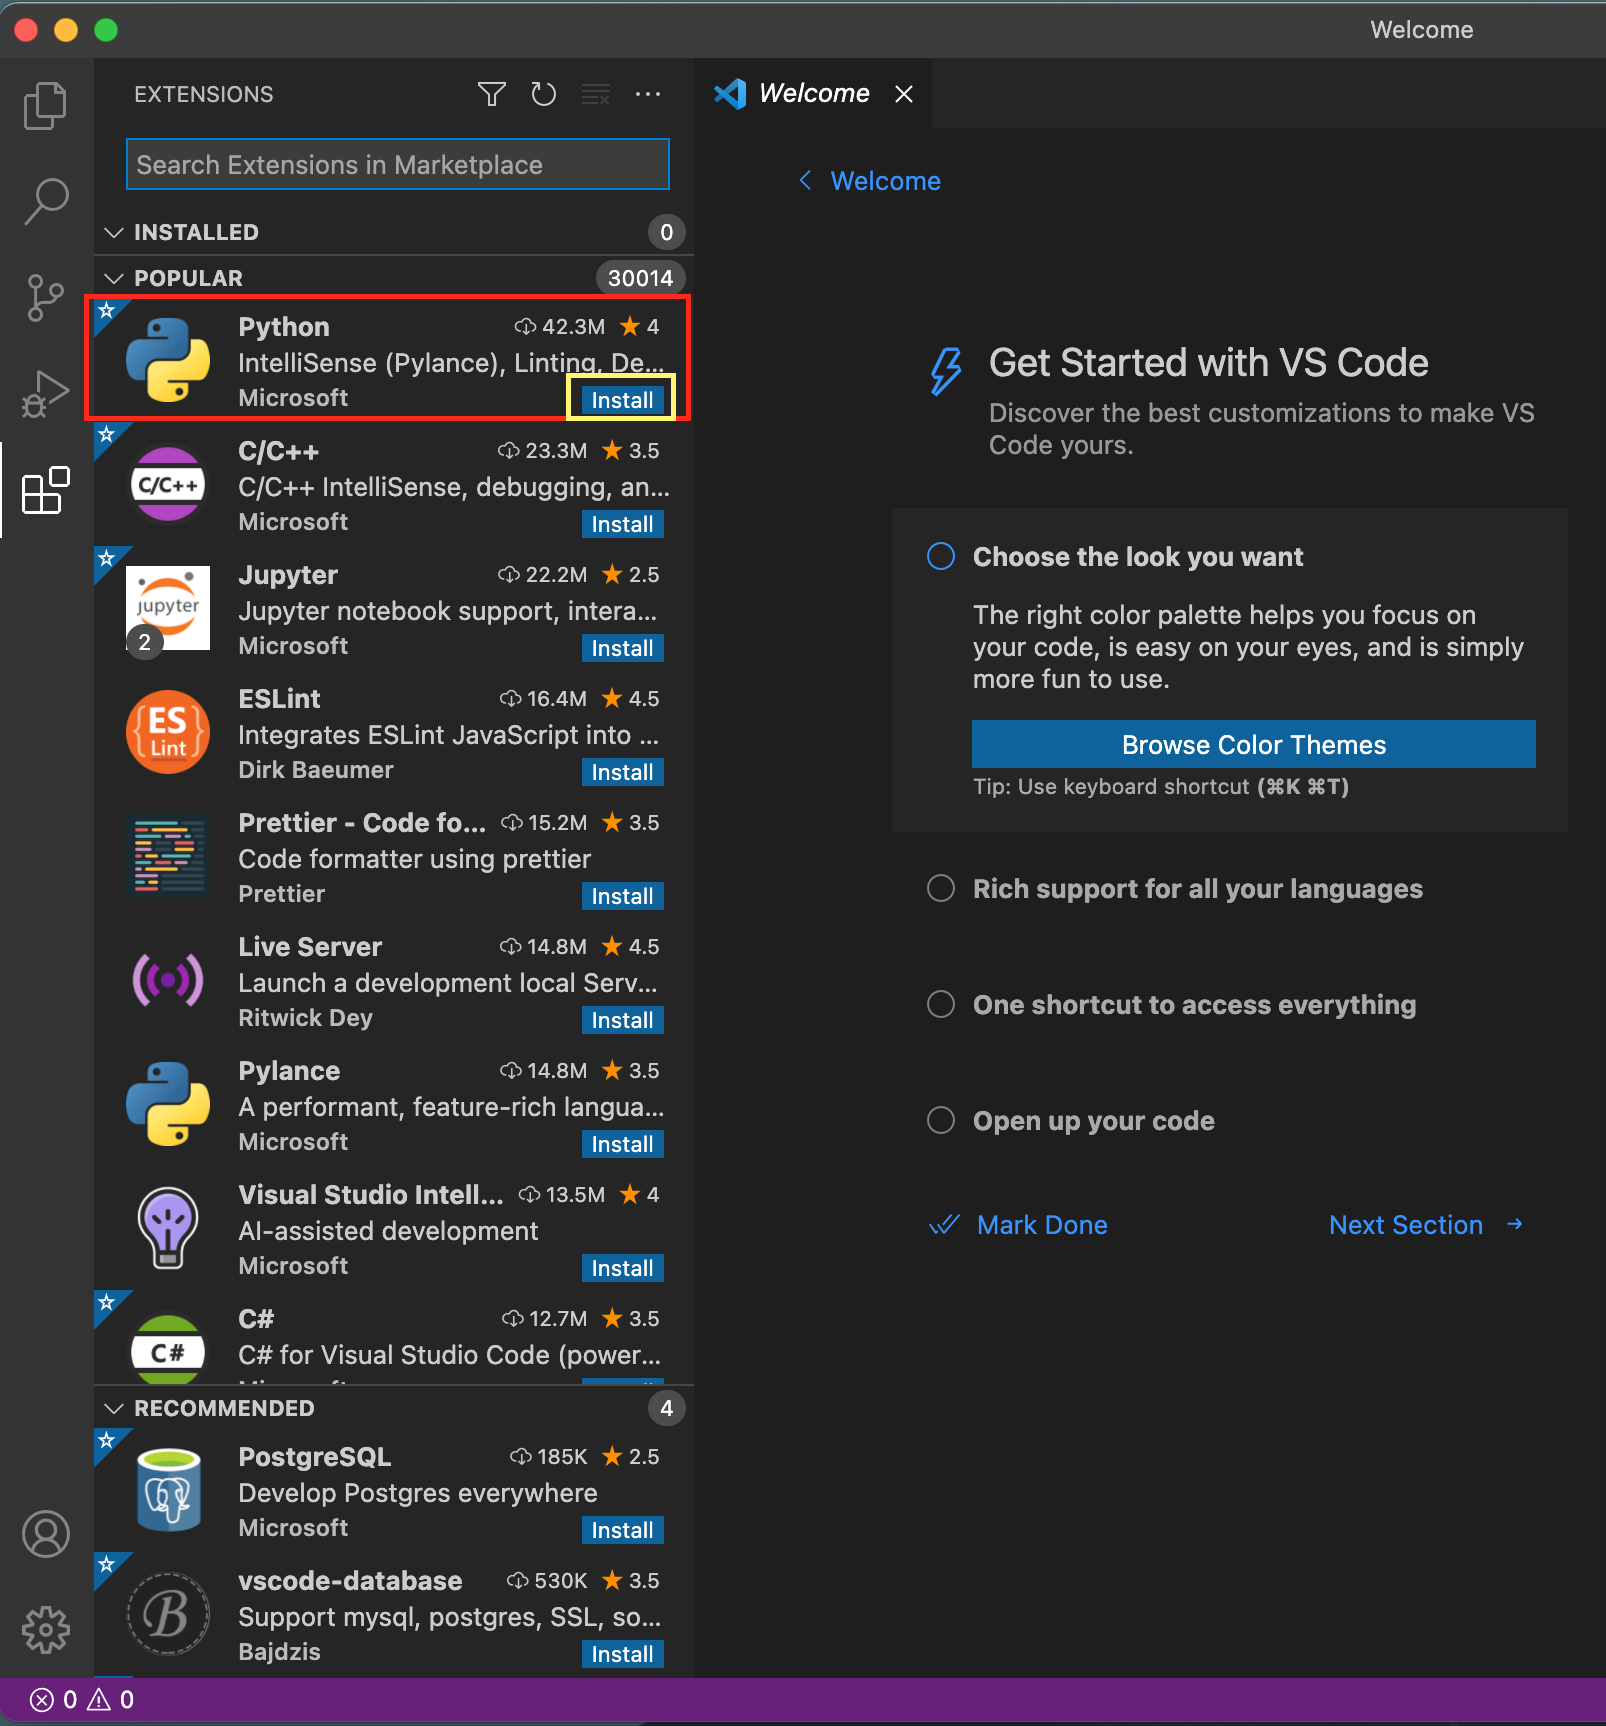 Welcome
EXTENSIONS
Search Extensions in Marketplace
INSTALLED 0
POPULAR 30014
Python 42.3M 4
IntelliSense (Pylance), Linting, De...
Microsoft Install
C/C++
C/C++ 23.3M 3.5
C/C++ IntelliSense, debugging, an...
Microsoft Install
jupyter
2
Jupyter 22.2M 2.5
Jupyter notebook support, intera...
Microsoft Install
{ES
Lint}
ESLint 16.4M 4.5
Integrates ESLint JavaScript into ...
Dirk Baeumer Install
Prettier - Code fo... 15.2M 3.5
Code formatter using prettier
Prettier Install
Live Server 14.8M 4.5
Launch a development local Serv...
Ritwick Dey Install
Pylance 14.8M 3.5
A performant, feature-rich langua...
Microsoft Install
Visual Studio Intell... 13.5M 4
AI-assisted development
Microsoft Install
C#
C# 12.7M 3.5
C# for Visual Studio Code (power...
RECOMMENDED 4
PostgreSQL 185K 2.5
Develop Postgres everywhere
Microsoft Install
B
vscode-database 530K 3.5
Support mysql, postgres, SSL, so...
Bajdzis Install
0 0
Welcome
Welcome
Get Started with VS Code
Discover the best customizations to make VS
Code yours.
Choose the look you want
The right color palette helps you focus on
your code, is easy on your eyes, and is simply
more fun to use.
Browse Color Themes
Tip: Use keyboard shortcut (⌘K ⌘T)
Rich support for all your languages
One shortcut to access everything
Open up your code
Mark Done
Next Section →